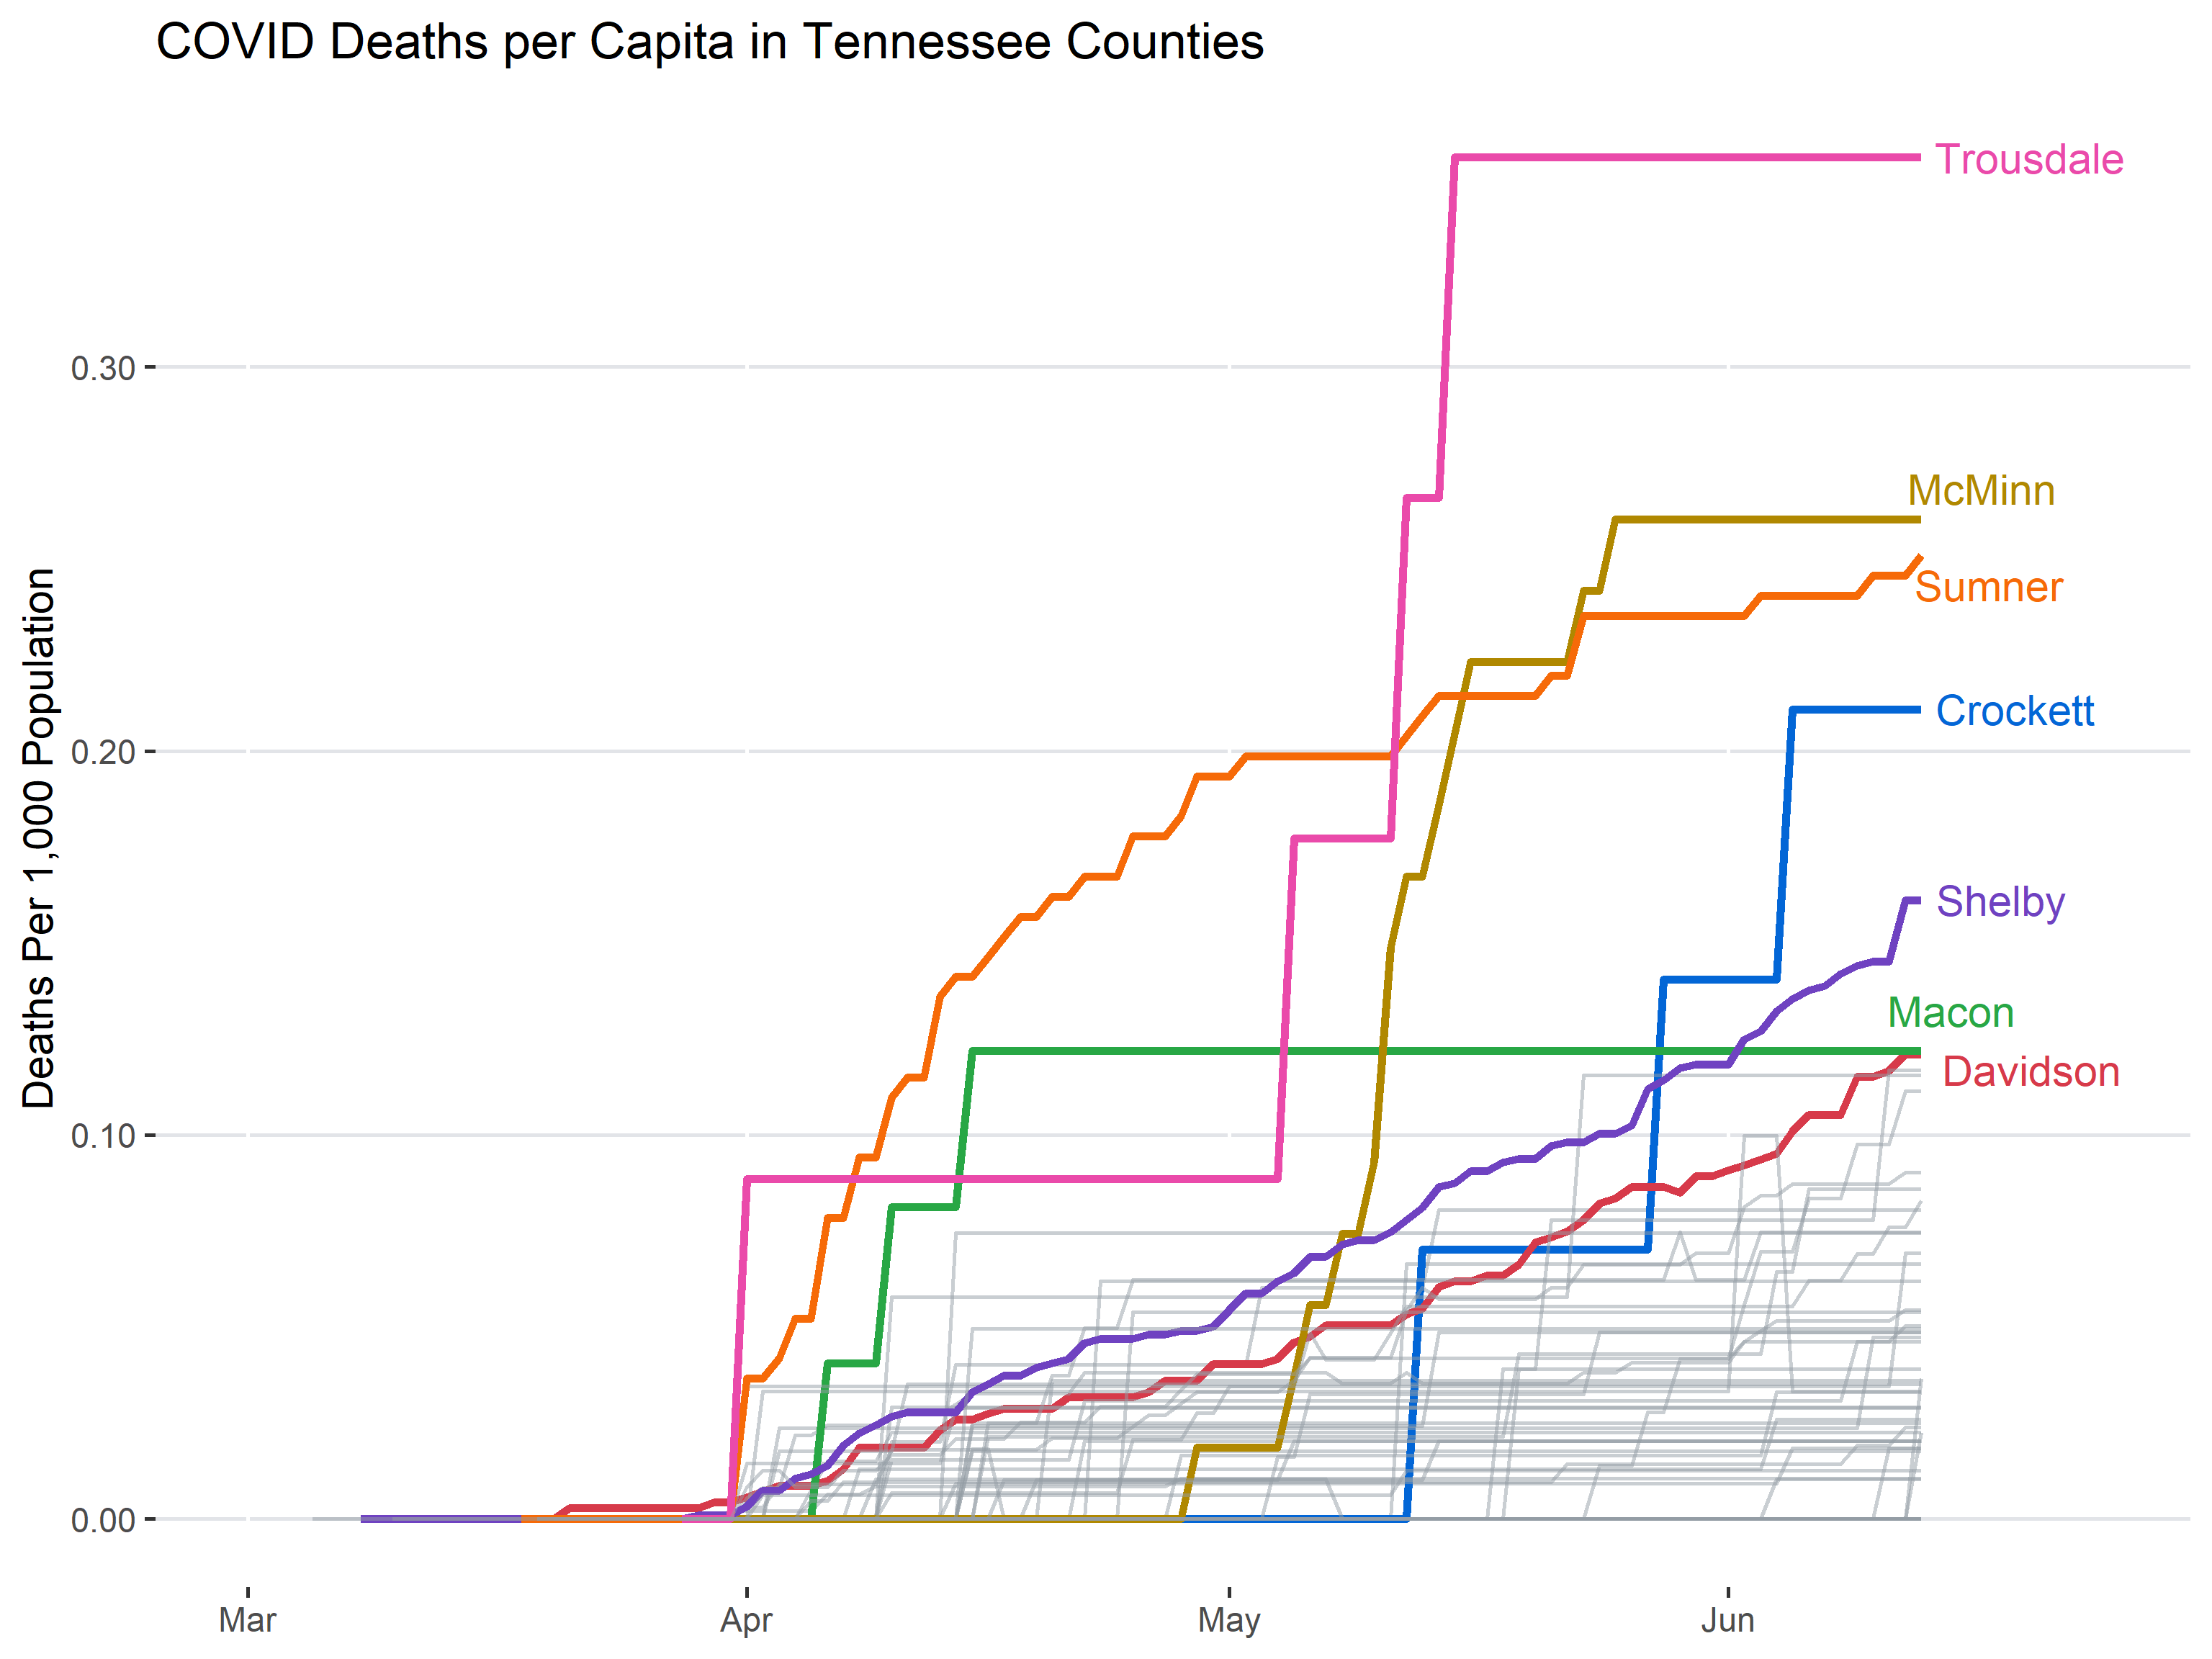 COVID Deaths per Capita in Tennessee Counties
Deaths Per 1,000 Population
0.30
0.20
0.10
0.00
Trousdale
McMinn
Sumner
Crockett
Shelby
Macon
Davidson
Mar Apr May Jun